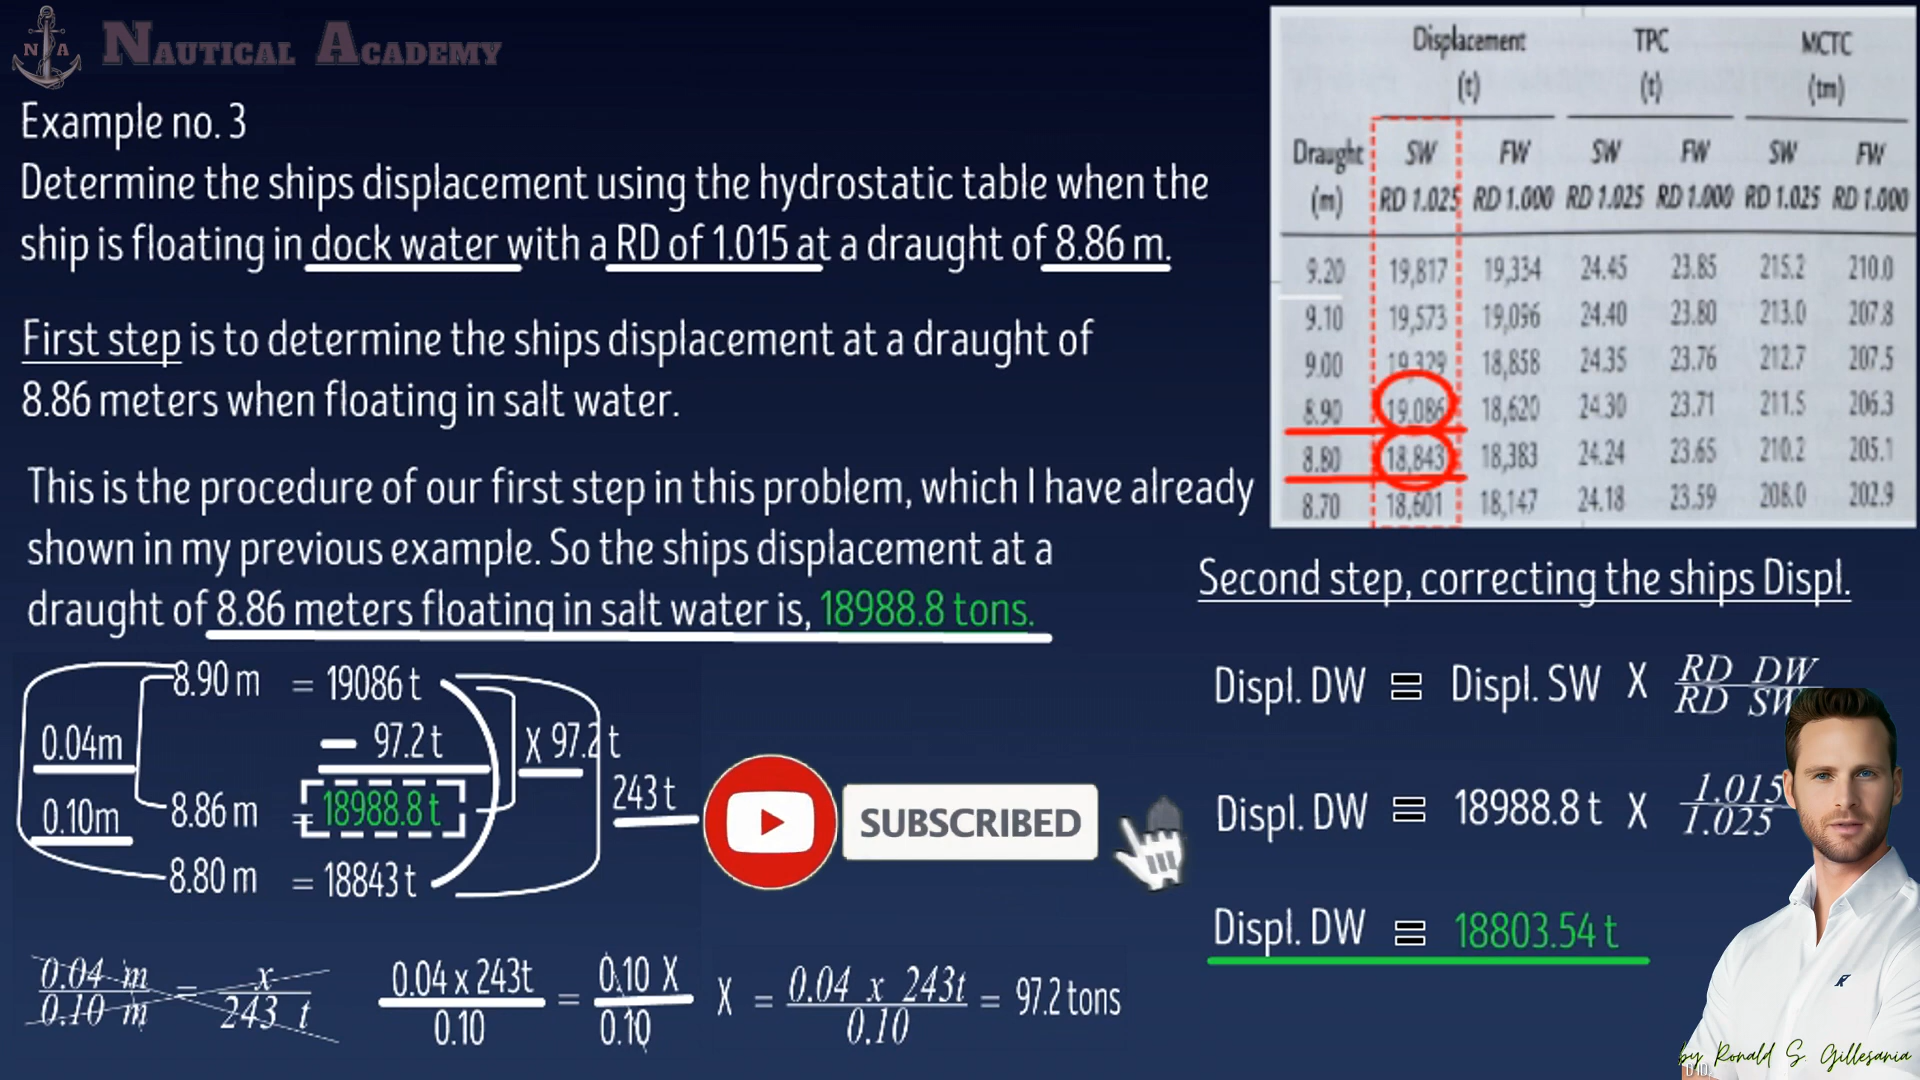 N A NAUTICAL ACADEMY
Example no. 3
Determine the ships displacement using the hydrostatic table when the
ship is floating in dock water with a RD of 1.015 at a draught of 8.86 m.
First step is to determine the ships displacement at a draught of
8.86 meters when floating in salt water.
This is the procedure of our first step in this problem, which I have already
shown in my previous example. So the ships displacement at a
draught of 8.86 meters floating in salt water is, 18988.8 tons.
8.90 m = 19086 t
0.04m
– 97.2 t
X 97.2 t
0.10m
8.86 m = 18988.8 t
243 t
8.80 m = 18843 t
0.04 m / 0.10 m = x / 243 t
0.04 x 243t / 0.10 = 0.10 X / 0.10
X = 0.04 x 243t / 0.10 = 97.2 tons
SUBSCRIBED
Displacement TPC MCTC
(t) (t) (tm)
Draught SW FW SW FW SW FW
(m) RD 1.025 RD 1.000 RD 1.025 RD 1.000 RD 1.025 RD 1.000
9.20 19,817 19,334 24.45 23.85 215.2 210.0
9.10 19,573 19,096 24.40 23.80 213.0 207.8
9.00 19,329 18,858 24.35 23.76 212.7 207.5
8.90 19.086 18,620 24.30 23.71 211.5 206.3
8.80 18,843 18,383 24.24 23.65 210.2 205.1
8.70 18,601 18,147 24.18 23.59 208.0 202.9
Second step, correcting the ships Displ.
Displ. DW = Displ. SW X RD DW / RD SW
Displ. DW = 18988.8 t X 1.015 / 1.025
Displ. DW = 18803.54 t
by Ronald S. Gillesania